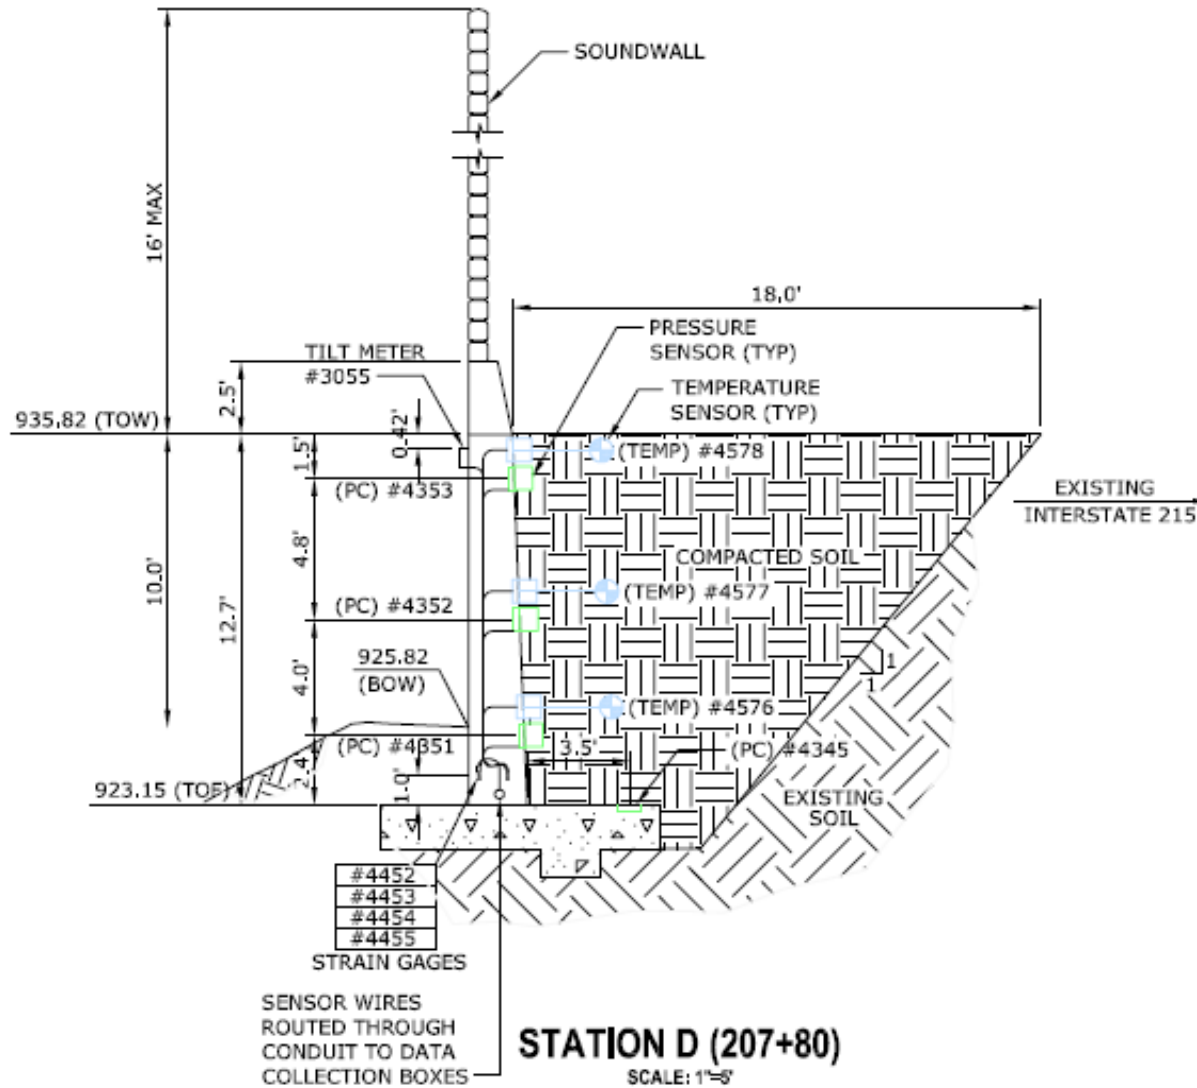 SOUNDWALL
16' MAX
18.0'
PRESSURE
SENSOR (TYP)
TILT METER
#3055
TEMPERATURE
SENSOR (TYP)
2.5'
0.42'
935.82 (TOW)
1.5'
(TEMP) #4578
(PC) #4353
EXISTING
INTERSTATE 215
COMPACTED SOIL
4.8'
10.0'
12.7'
(TEMP) #4577
(PC) #4352
1
1
925.82
(BOW)
4.0'
(TEMP) #4576
(PC) #4351
3.5'
(PC) #4345
2.4'
1.0'
923.15 (TOF)
EXISTING
SOIL
#4452
#4453
#4454
#4455
STRAIN GAGES
SENSOR WIRES
ROUTED THROUGH
CONDUIT TO DATA
COLLECTION BOXES
STATION D (207+80)
SCALE: 1"=5'